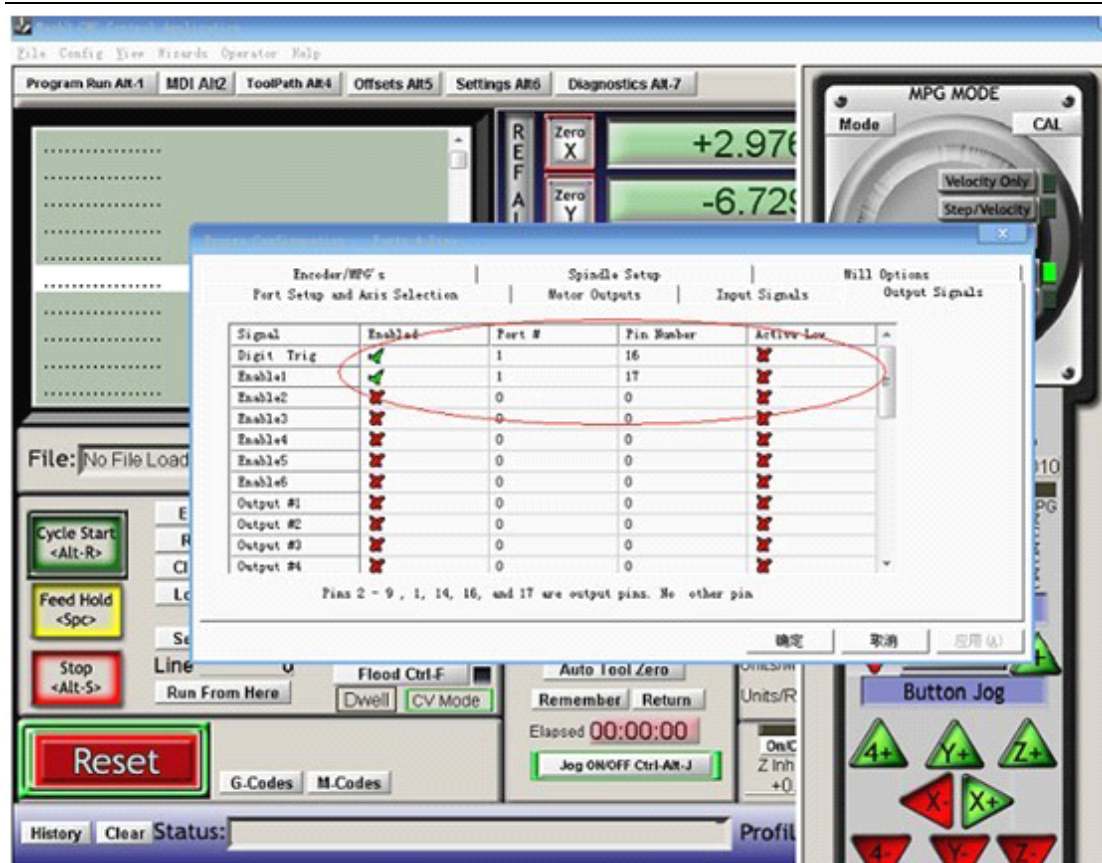 File Config View Wizards Operator Help
Program Run Alt-1 MDI Alt2 ToolPath Alt4 Offsets Alt5 Settings Alt6 Diagnostics Alt-7
MPG MODE
Mode CAL
REF
Zero X +2.976
Velocity Only
Zero Y -6.729
Step/Velocity
Encoder/MPG's Spindle Setup Mill Options
Port Setup and Axis Selection Motor Outputs Input Signals Output Signals
Signal Enabled Port # Pin Number Active Low
Digit Trig 1 16
Enable1 1 17
Enable2 0 0
Enable3 0 0
Enable4 0 0
Enable5 0 0
Enable6 0 0
Output #1 0 0
Output #2 0 0
Output #3 0 0
Output #4 0 0
Pins 2 - 9 , 1, 14, 16, and 17 are output pins. No other pin
确定 取消 应用(A)
File: No File Load
Cycle Start
<Alt-R>
Feed Hold
<Spc>
Stop
<Alt-S>
Line 0
Run From Here
Flood Ctrl-F
Dwell CV Mode
Auto Tool Zero
Remember Return
Units/R
Elapsed 00:00:00
Jog ON/OFF Ctrl-Alt-J
Z Inh
+0
Button Jog
4+ Y+ Z+
X- X+
4- Y- Z-
Reset
G-Codes M-Codes
History Clear Status:
Profil